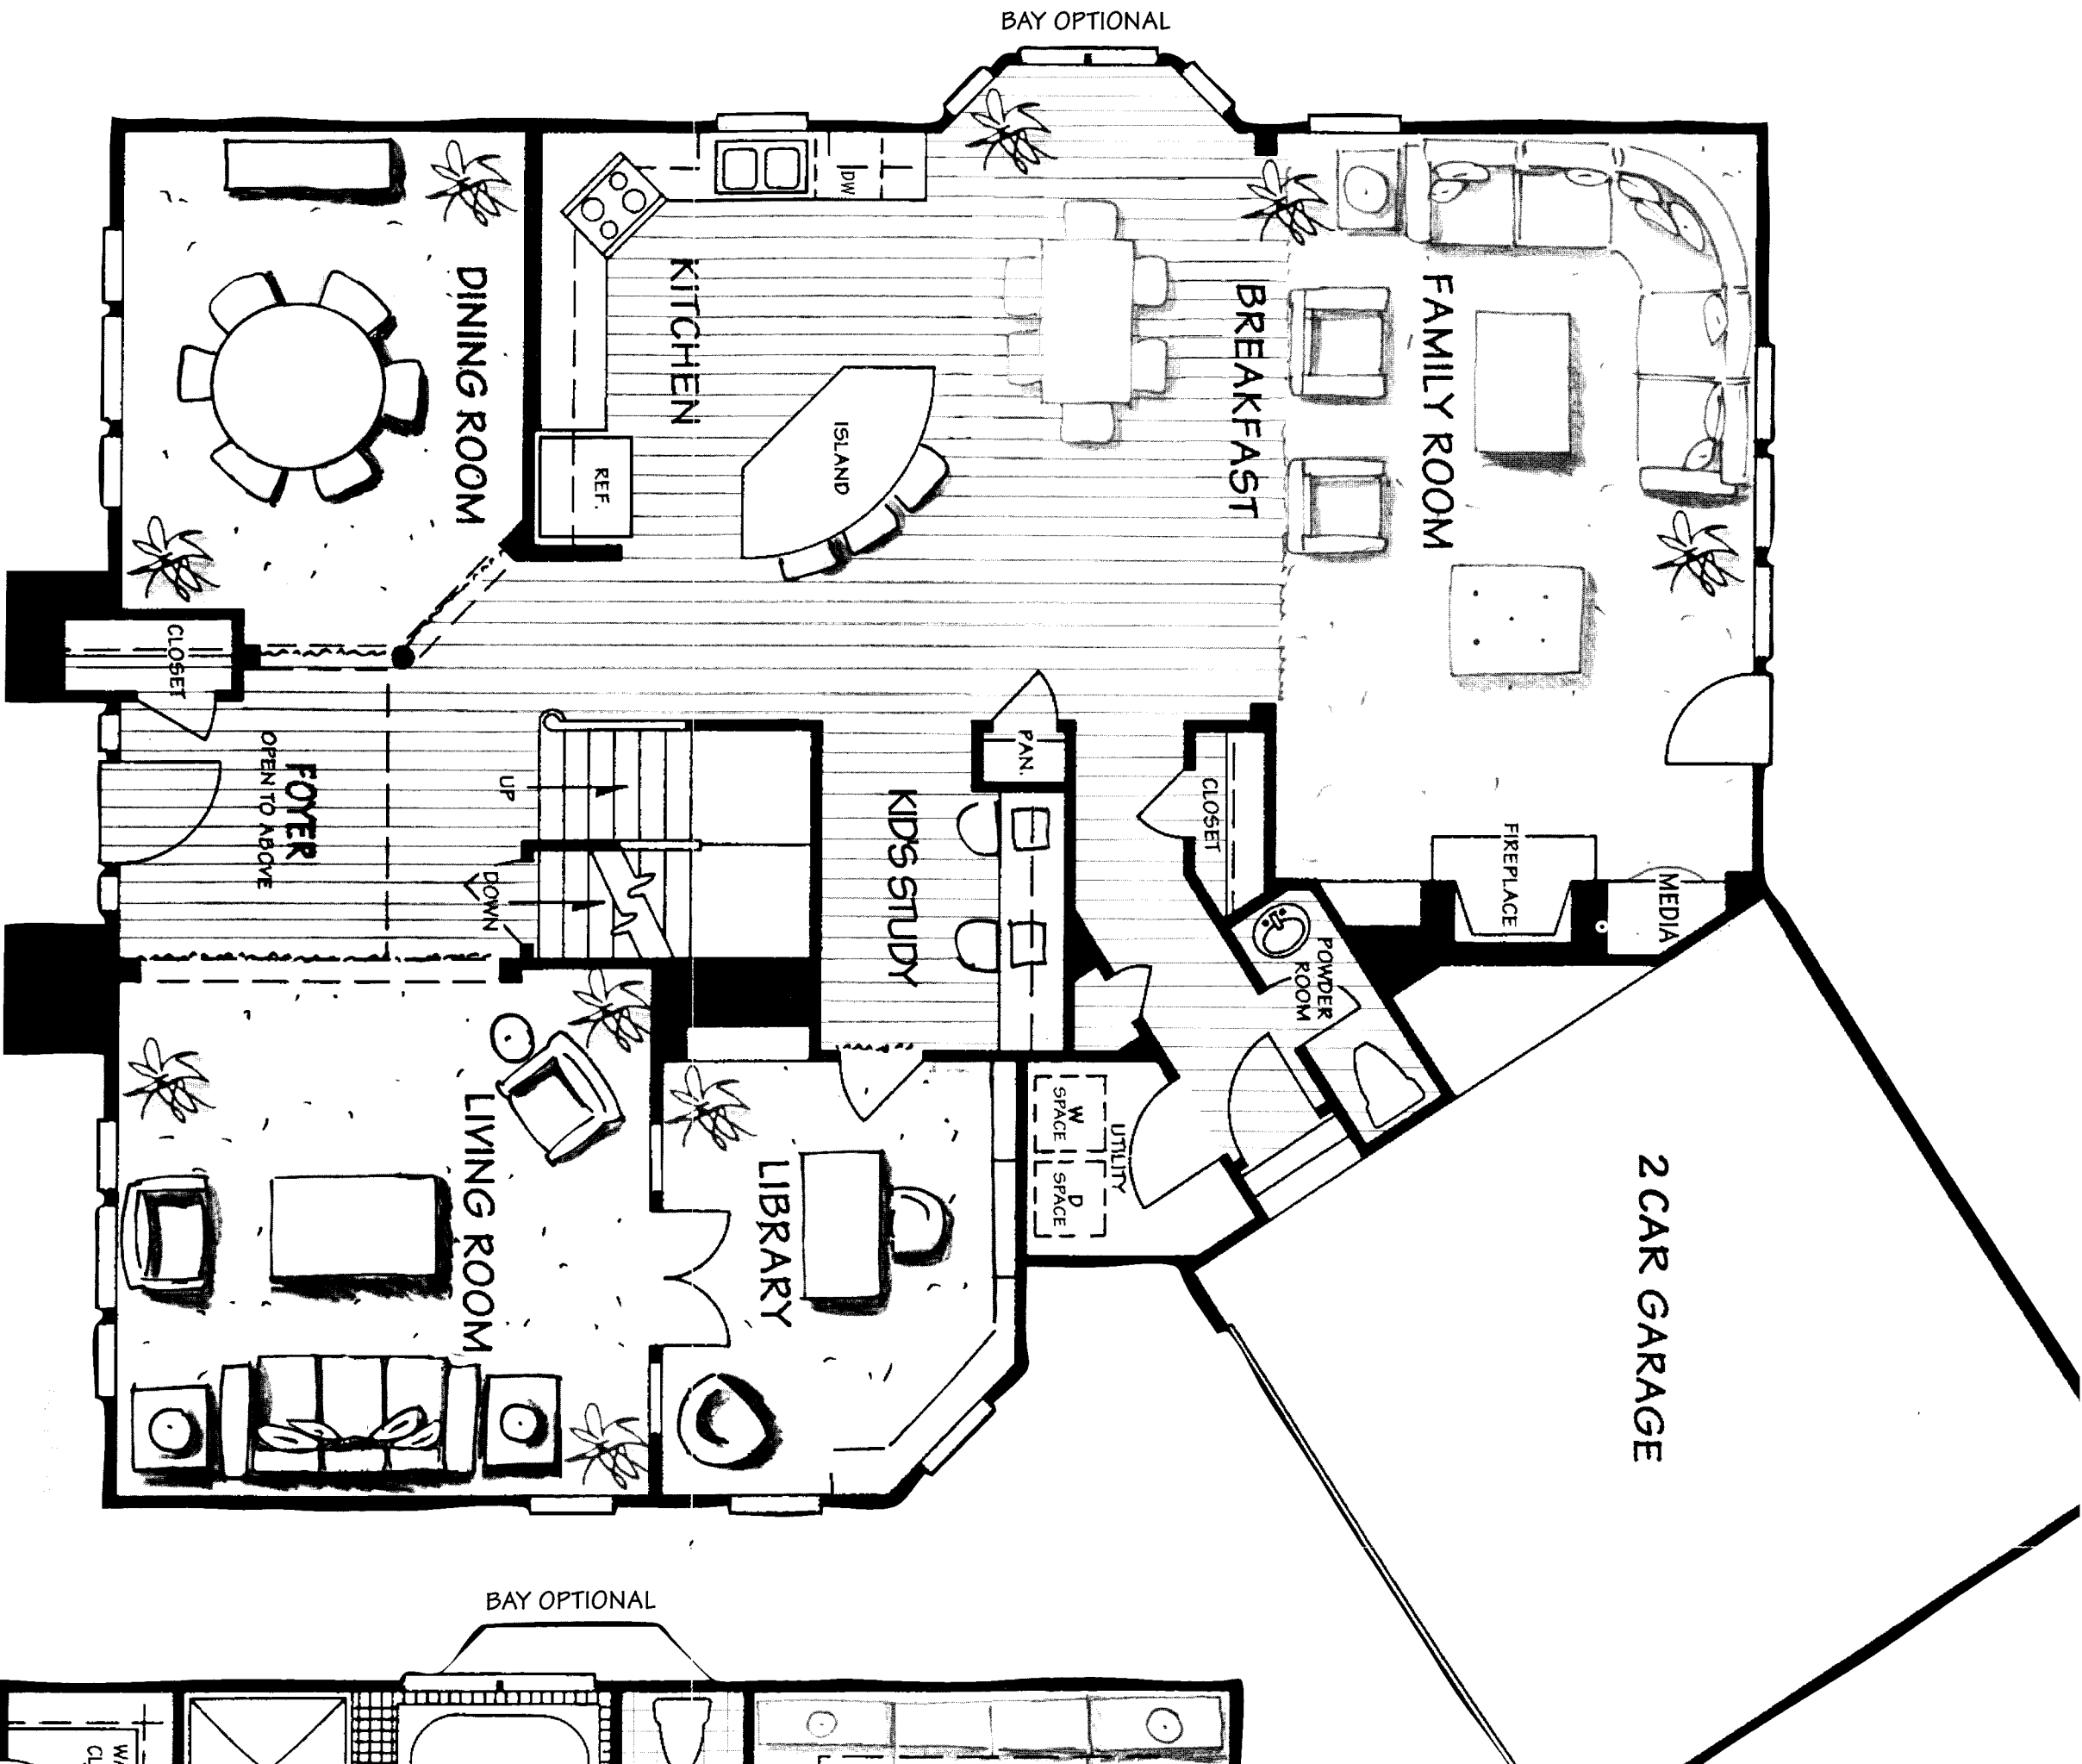 BAY OPTIONAL
DW
DINING ROOM
KITCHEN
BREAKFAST
FAMILY ROOM
ISLAND
REF.
CLOSET
FOYER
OPEN TO ABOVE
UP
DOWN
PAN.
KID'S STUDY
CLOSET
FIREPLACE
MEDIA
POWDER
ROOM
W
SPACE
D
SPACE
UTILITY
LIVING ROOM
LIBRARY
2 CAR GARAGE
BAY OPTIONAL